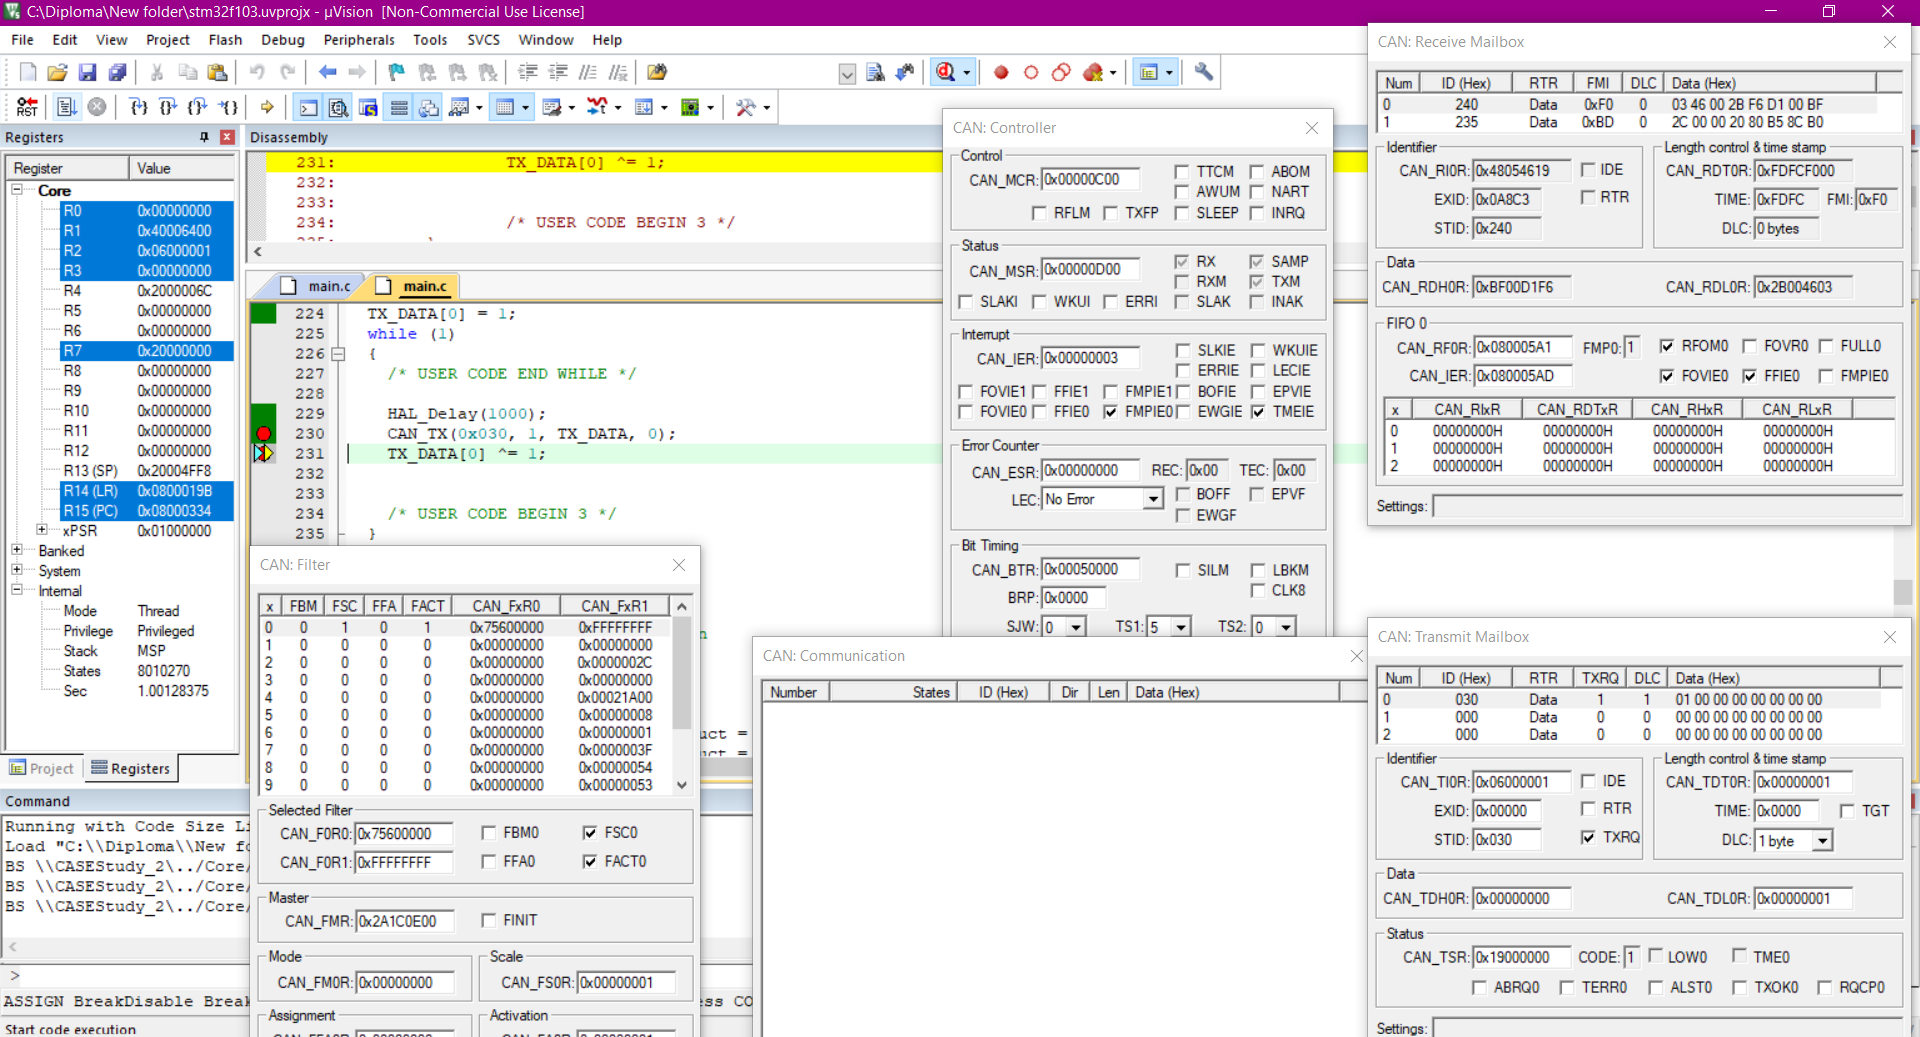 C:\Diploma\New folder\stm32f103.uvprojx - µVision  [Non-Commercial Use License]
File Edit View Project Flash Debug Peripherals Tools SVCS Window Help
RST
Registers
Register Value
Core
R0 0x00000000
R1 0x40006400
R2 0x06000001
R3 0x00000000
R4 0x2000006C
R5 0x00000000
R6 0x00000000
R7 0x20000000
R8 0x00000000
R9 0x00000000
R10 0x00000000
R11 0x00000000
R12 0x00000000
R13 (SP) 0x20004FF8
R14 (LR) 0x0800019B
R15 (PC) 0x08000334
xPSR 0x01000000
Banked
System
Internal
Mode Thread
Privilege Privileged
Stack MSP
States 8010270
Sec 1.00128375
Project Registers
Disassembly
231: TX_DATA[0] ^= 1;
232:
233:
234: /* USER CODE BEGIN 3 */
main.c main.c
224 TX_DATA[0] = 1;
225 while (1)
226 {
227 /* USER CODE END WHILE */
228
229 HAL_Delay(1000);
230 CAN_TX(0x030, 1, TX_DATA, 0);
231 TX_DATA[0] ^= 1;
232
233
234 /* USER CODE BEGIN 3 */
235 }
n
uct =
uct =
Command
Running with Code Size Li
Load "C:\\Diploma\\New fo
BS \\CASEStudy_2\../Core/
BS \\CASEStudy_2\../Core/
BS \\CASEStudy_2\../Core/
>
ASSIGN BreakDisable Break
ss CO
Start code execution
CAN: Filter
x FBM FSC FFA FACT CAN_FxR0 CAN_FxR1
0 0 1 0 1 0x75600000 0xFFFFFFFF
1 0 0 0 0 0x00000000 0x00000000
2 0 0 0 0 0x00000000 0x0000002C
3 0 0 0 0 0x00000000 0x00000000
4 0 0 0 0 0x00000000 0x00021A00
5 0 0 0 0 0x00000000 0x00000008
6 0 0 0 0 0x00000000 0x00000001
7 0 0 0 0 0x00000000 0x0000003F
8 0 0 0 0 0x00000000 0x00000054
9 0 0 0 0 0x00000000 0x00000053
Selected Filter
CAN_F0R0: 0x75600000 FBM0 FSC0
CAN_F0R1: 0xFFFFFFFF FFA0 FACT0
Master
CAN_FMR: 0x2A1C0E00 FINIT
Mode Scale
CAN_FM0R: 0x00000000 CAN_FS0R: 0x00000001
Assignment Activation
CAN: Controller
Control
CAN_MCR: 0x00000C00 TTCM ABOM
AWUM NART
RFLM TXFP SLEEP INRQ
Status
CAN_MSR: 0x00000D00 RX SAMP
RXM TXM
SLAKI WKUI ERRI SLAK INAK
Interrupt
CAN_IER: 0x00000003 SLKIE WKUIE
ERRIE LECIE
FOVIE1 FFIE1 FMPIE1 BOFIE EPVIE
FOVIE0 FFIE0 FMPIE0 EWGIE TMEIE
Error Counter
CAN_ESR: 0x00000000 REC: 0x00 TEC: 0x00
LEC: No Error BOFF EPVF
EWGF
Bit Timing
CAN_BTR: 0x00050000 SILM LBKM
BRP: 0x0000 CLK8
SJW: 0 TS1: 5 TS2: 0
CAN: Communication
Number States ID (Hex) Dir Len Data (Hex)
CAN: Receive Mailbox
Num ID (Hex) RTR FMI DLC Data (Hex)
0 240 Data 0xF0 0 03 46 00 2B F6 D1 00 BF
1 235 Data 0xBD 0 2C 00 00 20 80 B5 8C B0
Identifier Length control & time stamp
CAN_RI0R: 0x48054619 IDE CAN_RDT0R: 0xFDFCF000
EXID: 0x0A8C3 RTR TIME: 0xFDFC FMI: 0xF0
STID: 0x240 DLC: 0 bytes
Data
CAN_RDH0R: 0xBF00D1F6 CAN_RDL0R: 0x2B004603
FIFO 0
CAN_RF0R: 0x080005A1 FMP0: 1 RFOM0 FOVR0 FULL0
CAN_IER: 0x080005AD FOVIE0 FFIE0 FMPIE0
x CAN_RIxR CAN_RDTxR CAN_RHxR CAN_RLxR
0 00000000H 00000000H 00000000H 00000000H
1 00000000H 00000000H 00000000H 00000000H
2 00000000H 00000000H 00000000H 00000000H
Settings:
CAN: Transmit Mailbox
Num ID (Hex) RTR TXRQ DLC Data (Hex)
0 030 Data 1 1 01 00 00 00 00 00 00 00
1 000 Data 0 0 00 00 00 00 00 00 00 00
2 000 Data 0 0 00 00 00 00 00 00 00 00
Identifier Length control & time stamp
CAN_TI0R: 0x06000001 IDE CAN_TDT0R: 0x00000001
EXID: 0x00000 RTR TIME: 0x0000 TGT
STID: 0x030 TXRQ DLC: 1 byte
Data
CAN_TDH0R: 0x00000000 CAN_TDL0R: 0x00000001
Status
CAN_TSR: 0x19000000 CODE: 1 LOW0 TME0
ABRQ0 TERR0 ALST0 TXOK0 RQCP0
Settings: